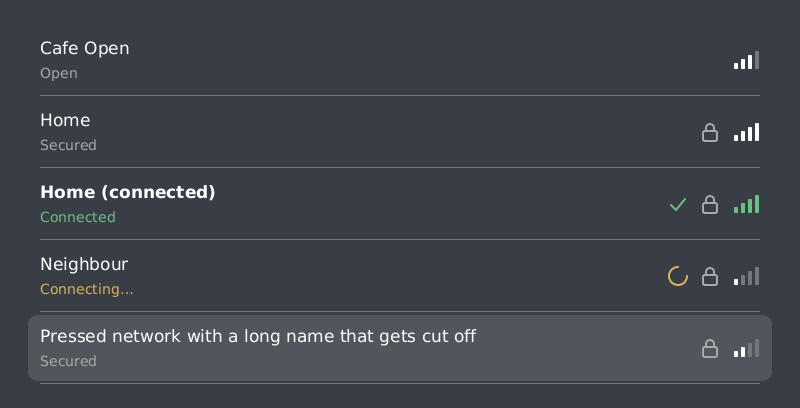 Cafe Open
Open
Home
Secured
Home (connected)
Connected
Neighbour
Connecting...
Pressed network with a long name that gets cut off
Secured